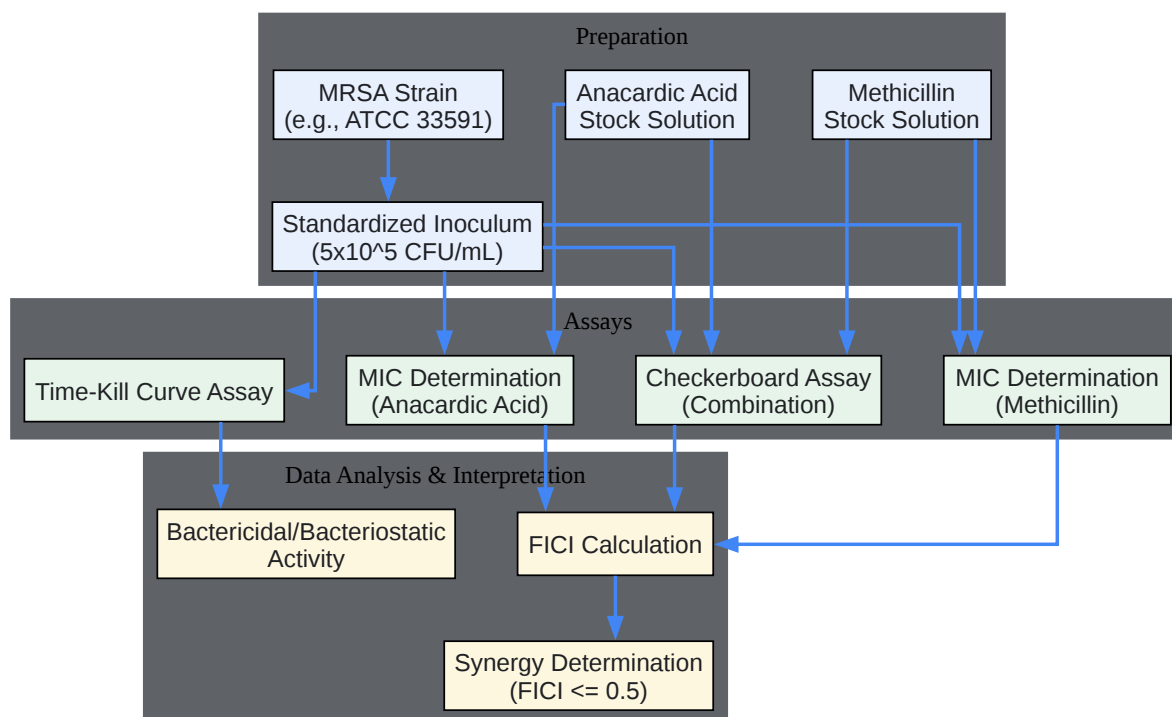 Preparation
MRSA Strain
(e.g., ATCC 33591)
Anacardic Acid
Stock Solution
Methicillin
Stock Solution
Standardized Inoculum
(5x10^5 CFU/mL)
Assays
Time-Kill Curve Assay
MIC Determination
(Anacardic Acid)
Checkerboard Assay
(Combination)
MIC Determination
(Methicillin)
Data Analysis & Interpretation
Bactericidal/Bacteriostatic
Activity
FICI Calculation
Synergy Determination
(FICI <= 0.5)